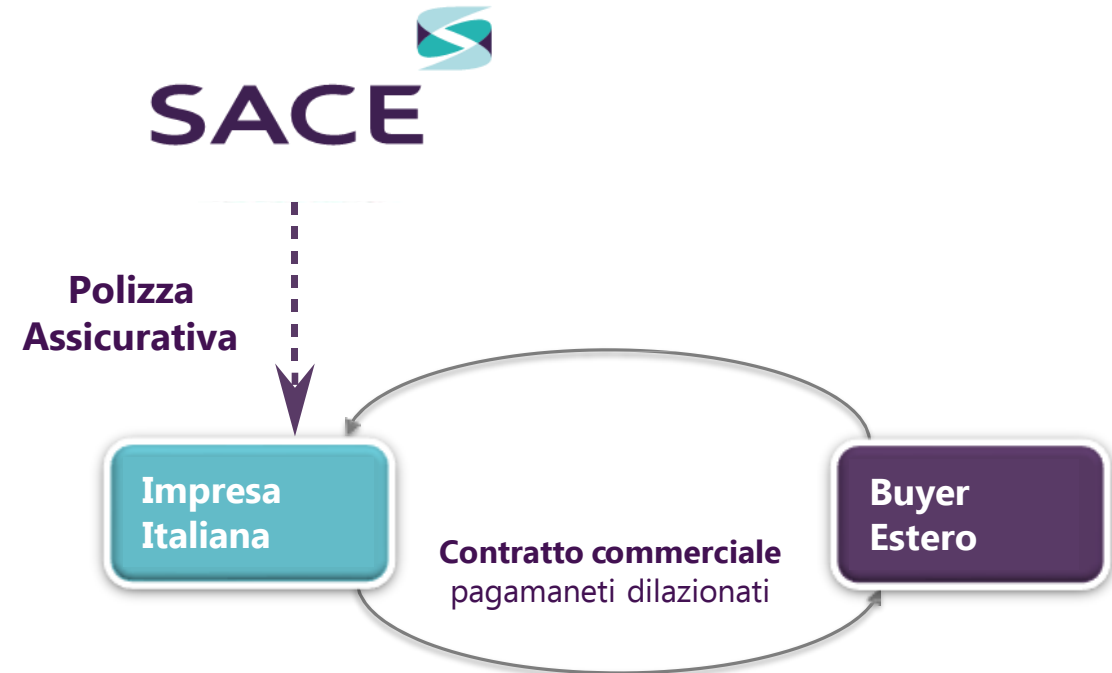 SACE
Polizza
Assicurativa
Impresa
Italiana
Buyer
Estero
Contratto commerciale
pagamaneti dilazionati